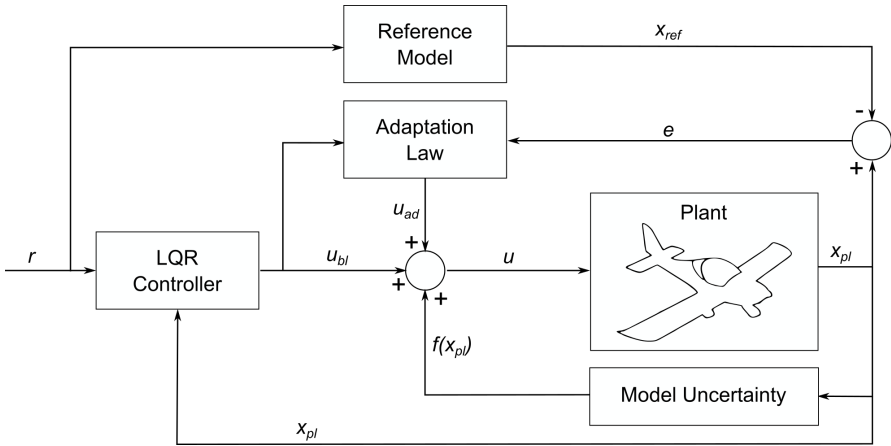 Reference
Model
x_ref
-
Adaptation
Law
e
+
u_ad
Plant
r
LQR
Controller
u_bl
+
+
+
u
x_pl
f(x_pl)
Model Uncertainty
x_pl